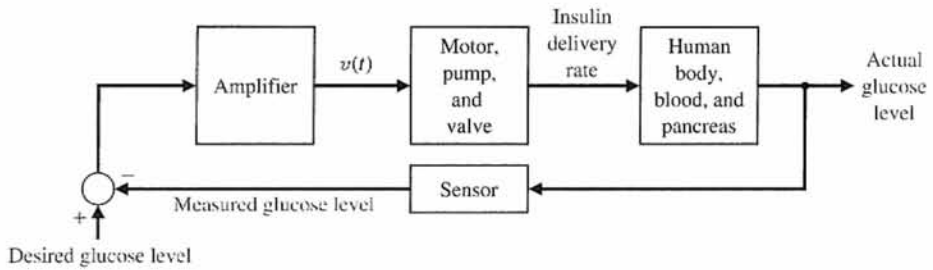 Insulin
delivery
rate
Amplifier
v(t)
Motor,
pump,
and
valve
Human
body,
blood, and
pancreas
Actual
glucose
level
Sensor
−
Measured glucose level
+
Desired glucose level